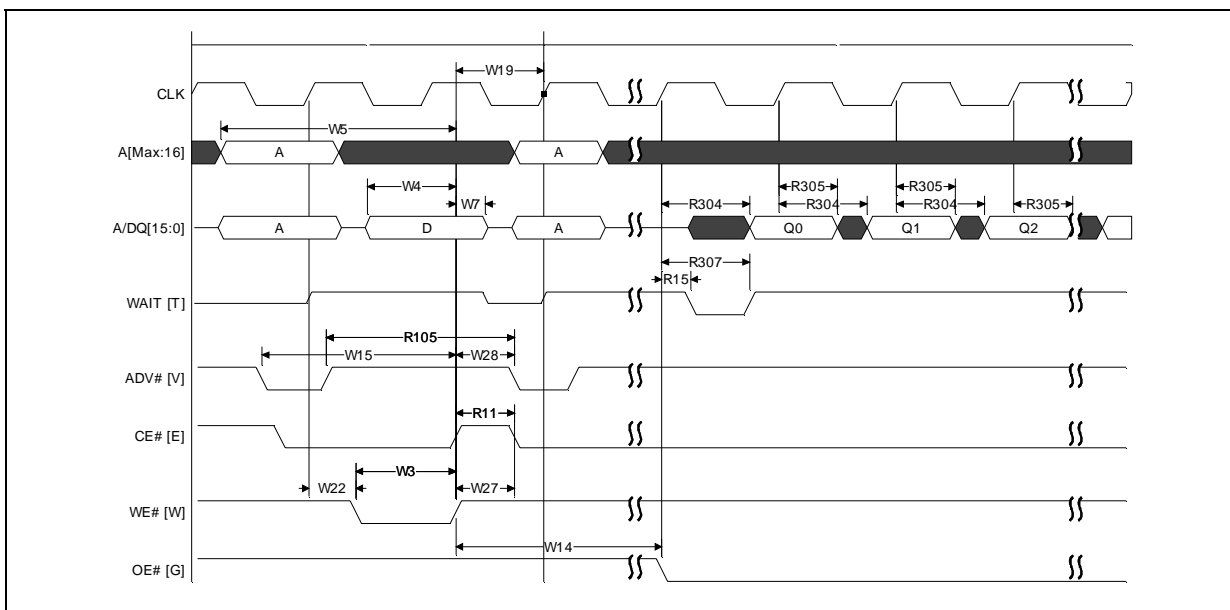 W19
CLK
W5
A[Max:16]
A
A
W4
W7
R305
R305
R304
R304
R304
R305
A/DQ[15:0]
A
D
A
Q0
Q1
Q2
R307
R15
WAIT [T]
R105
W15
W28
ADV# [V]
R11
CE# [E]
W3
W22
W27
WE# [W]
W14
OE# [G]